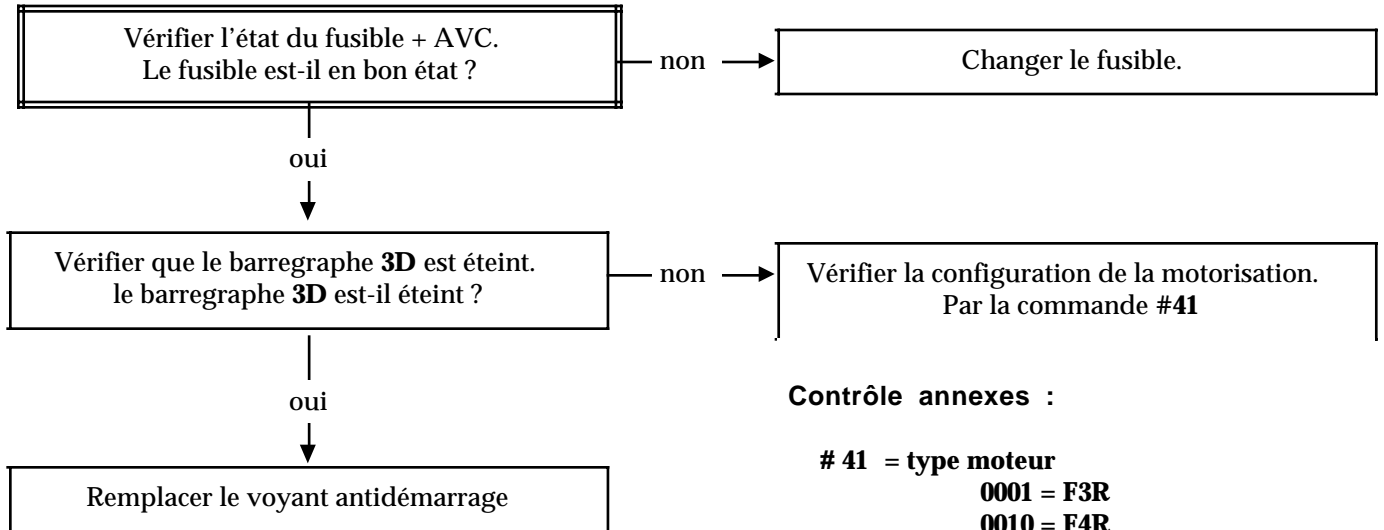 Vérifier l’état du fusible + AVC.
Le fusible est-il en bon état ?
non
Changer le fusible.
oui
Vérifier que le barregraphe 3D est éteint.
le barregraphe 3D est-il éteint ?
non
Vérifier la configuration de la motorisation.
Par la commande #41
oui
Contrôle annexes :
# 41 = type moteur
0001 = F3R
0010 = F4R
Remplacer le voyant antidémarrage